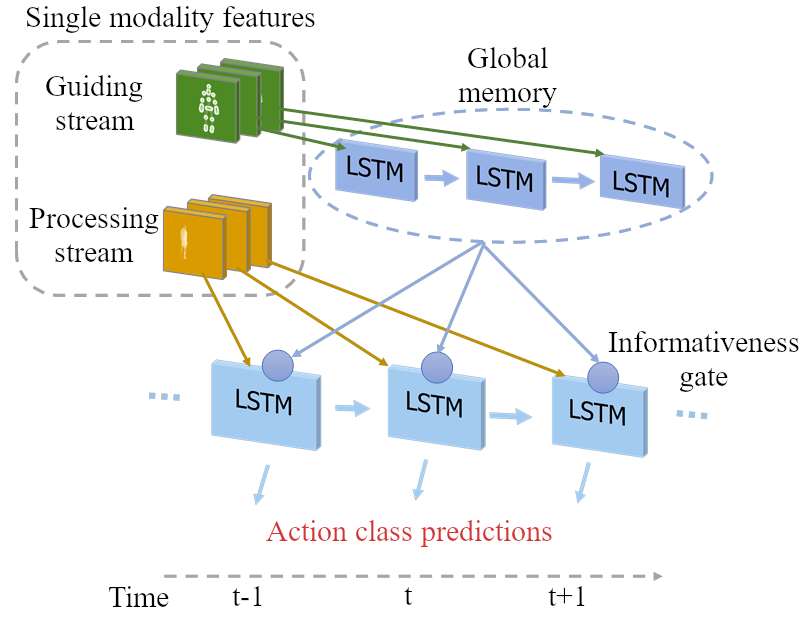 Single modality features
Guiding
stream
Global
memory
LSTM
LSTM
LSTM
Processing
stream
Informativeness
gate
LSTM
LSTM
LSTM
Action class predictions
Time
t-1
t
t+1